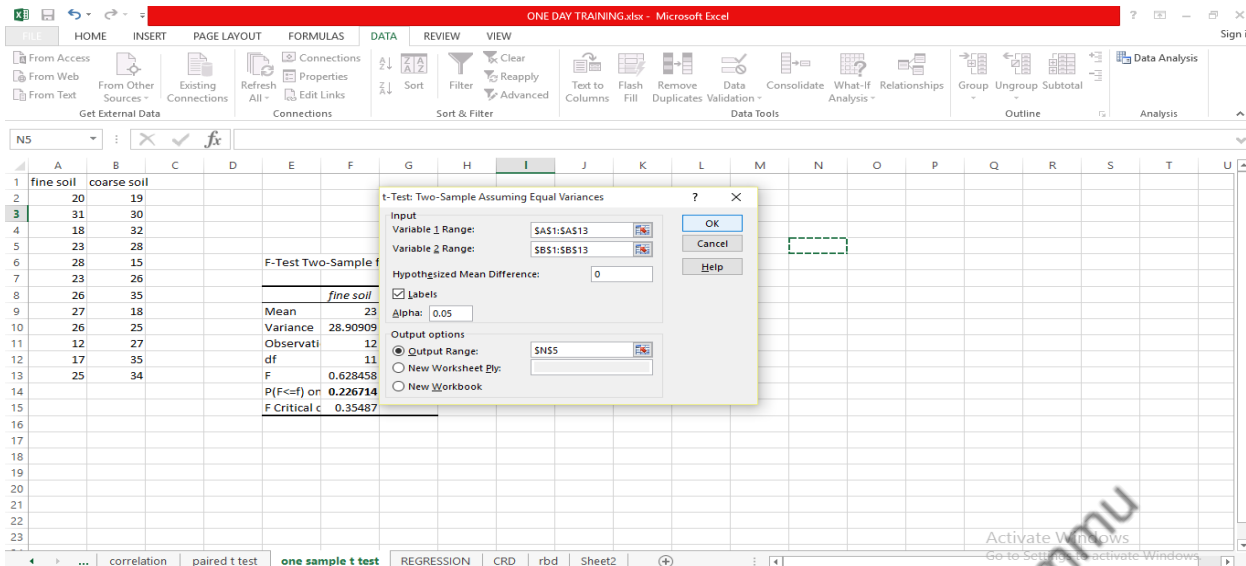 ONE DAY TRAINING.xlsx - Microsoft Excel
FILE HOME INSERT PAGE LAYOUT FORMULAS DATA REVIEW VIEW Sign i
From Access
From Web
From Text
From Other Sources
Existing Connections
Get External Data
Refresh All
Connections
Properties
Edit Links
Connections
Sort
Filter
Clear
Reapply
Advanced
Sort & Filter
Text to Columns
Flash Fill
Remove Duplicates
Data Validation
Consolidate
What-If Analysis
Relationships
Data Tools
Group
Ungroup
Subtotal
Outline
Data Analysis
Analysis
N5 fx
A B C D E F G H I J K L M N O P Q R S T U
1 fine soil coarse soil
2 20 19
3 31 30
4 18 32
5 23 28
6 28 15 F-Test Two-Sample f
7 23 26
8 26 35 fine soil
9 27 18 Mean 23
10 26 25 Variance 28.90909
11 12 27 Observati 12
12 17 35 df 11
13 25 34 F 0.628458
14 P(F<=f) on 0.226714
15 F Critical c 0.35487
16
17
18
19
20
21
22
23
t-Test: Two-Sample Assuming Equal Variances ?
Input
Variable 1 Range: $A$1:$A$13
Variable 2 Range: $B$1:$B$13
Hypothesized Mean Difference: 0
Labels
Alpha: 0.05
Output options
Output Range: $N$5
New Worksheet Ply:
New Workbook
OK
Cancel
Help
Activate Windows
Go to Settings to activate Windows.
mmu
... correlation paired t test one sample t test REGRESSION CRD rbd Sheet2